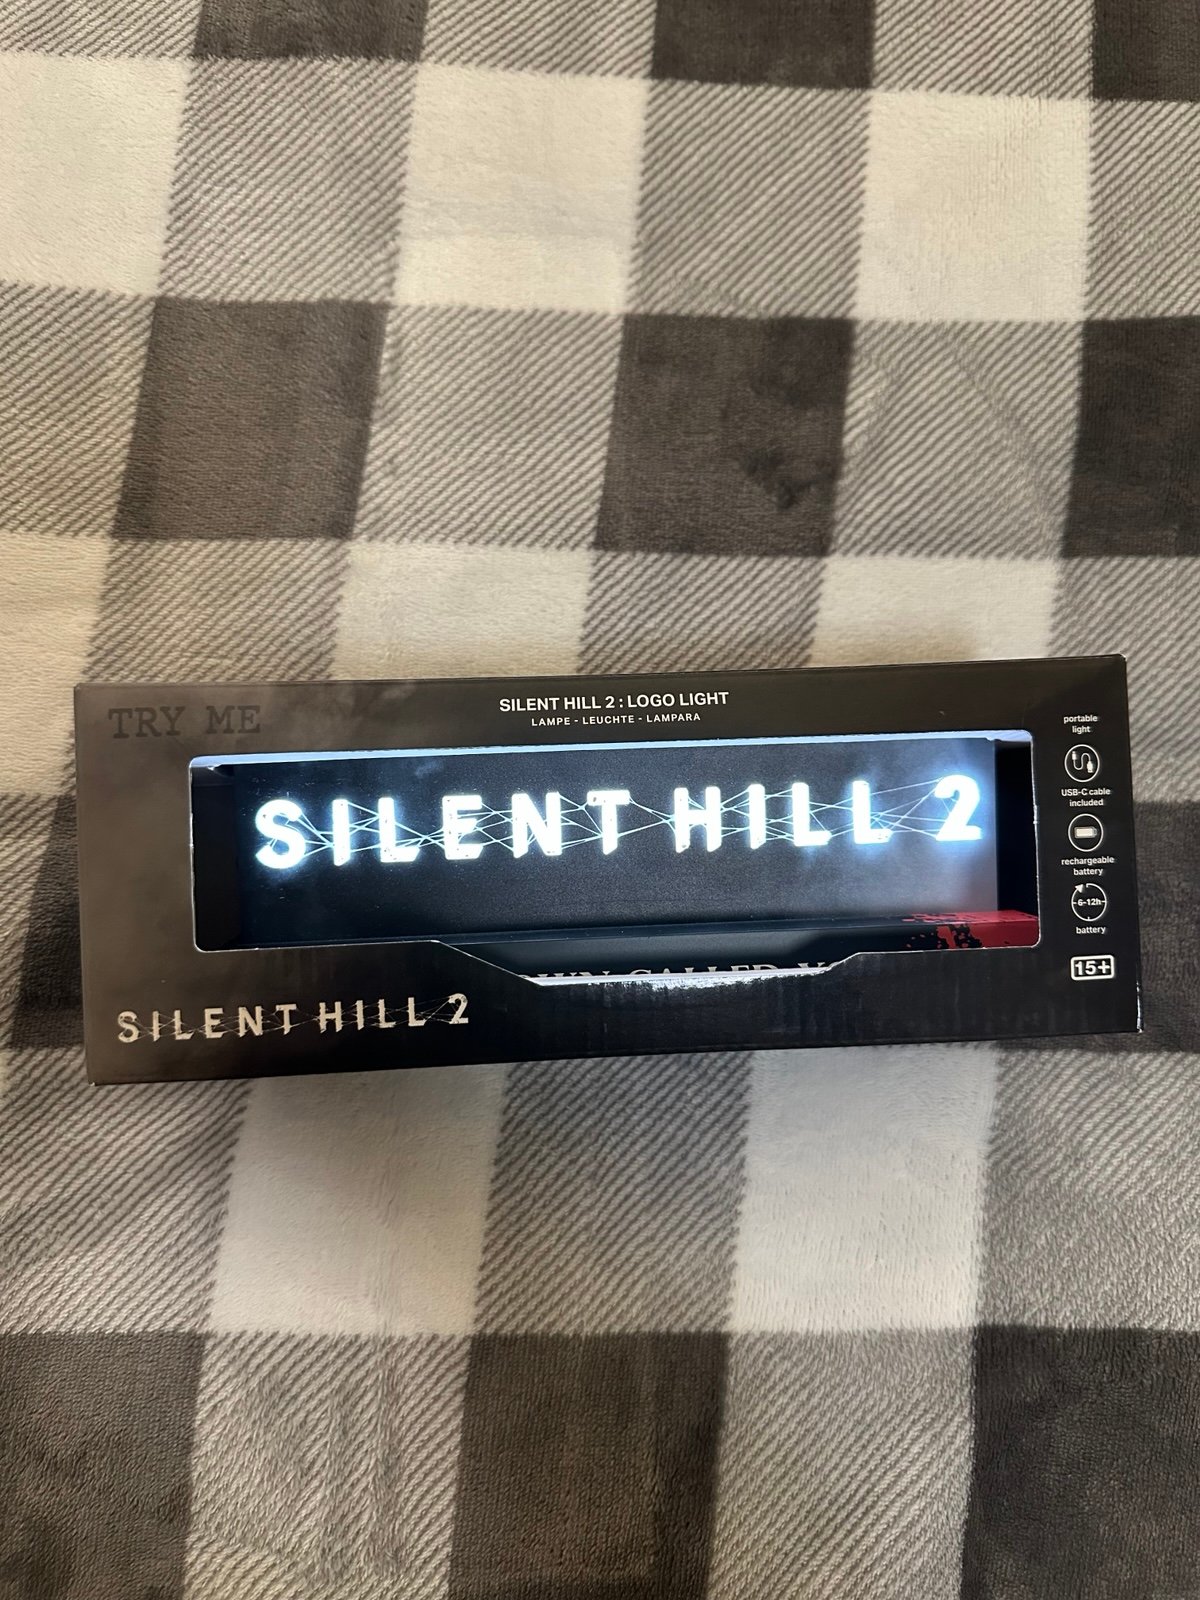 TRY ME
SILENT HILL 2 : LOGO LIGHT
LAMPE - LEUCHTE - LAMPARA
SILENT HILL 2
portable
light
USB-C cable
included
rechargeable
battery
6-12h
battery
15+
CALLED
SILENT HILL 2